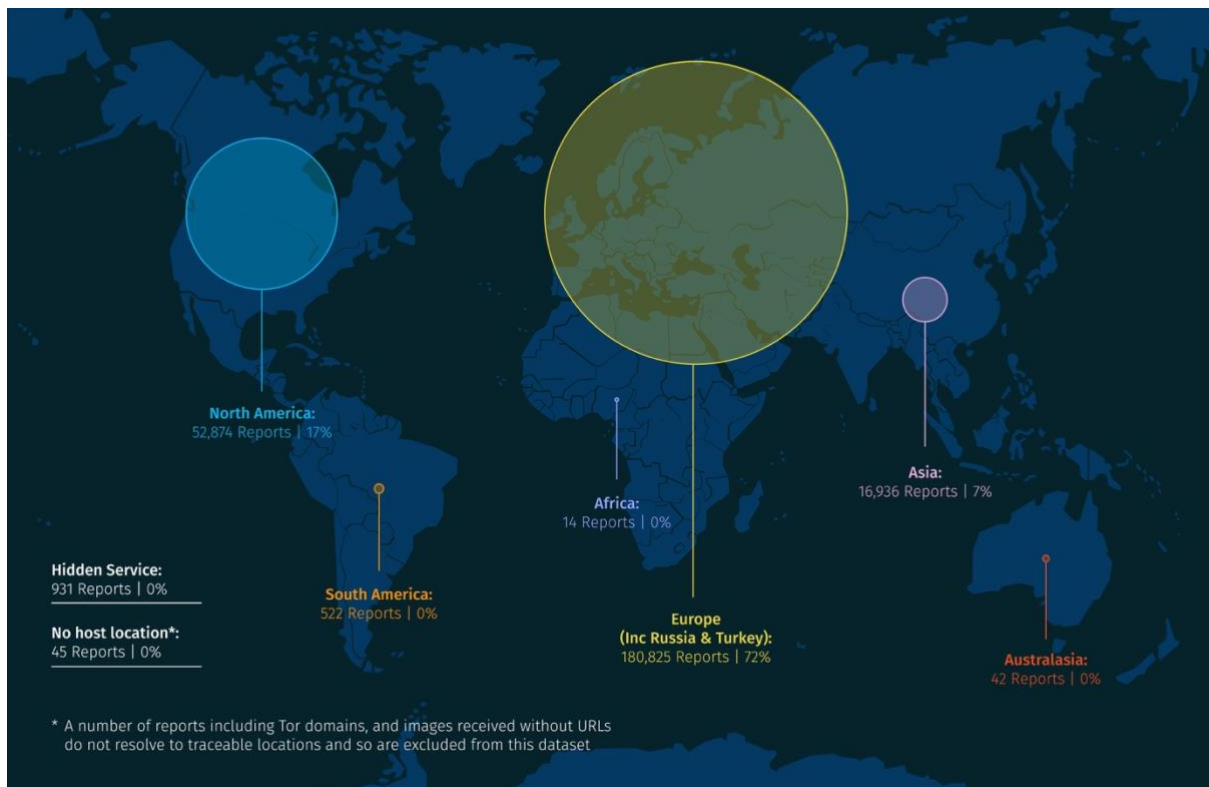 North America:
52,874 Reports | 17%
Asia:
16,936 Reports | 7%
Africa:
14 Reports | 0%
Hidden Service:
931 Reports | 0%
South America:
522 Reports | 0%
Europe
(Inc Russia & Turkey):
180,825 Reports | 72%
No host location*:
45 Reports | 0%
Australasia:
42 Reports | 0%
* A number of reports including Tor domains, and images received without URLs
do not resolve to traceable locations and so are excluded from this dataset